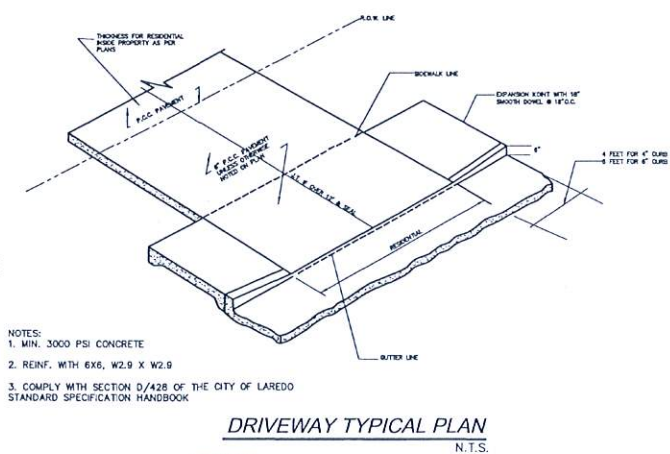 R.O.W. LINE
THICKNESS FOR RESIDENTIAL
INSIDE PROPERTY AS PER
PLANS
SIDEWALK LINE
P.C.C. PAVEMENT
EXPANSION JOINT WITH 18"
SMOOTH DOWEL @ 18"O.C.
6" P.C.C. PAVEMENT
UNLESS OTHERWISE
NOTED ON PLAN
6"
4 FEET FOR 4" CURB
6 FEET FOR 6" CURB
OVER 12' & SEAL
RESIDENTIAL
GUTTER LINE
NOTES:
1. MIN. 3000 PSI CONCRETE
2. REINF. WITH 6X6, W2.9 X W2.9
3. COMPLY WITH SECTION D/428 OF THE CITY OF LAREDO
STANDARD SPECIFICATION HANDBOOK
DRIVEWAY TYPICAL PLAN
N.T.S.